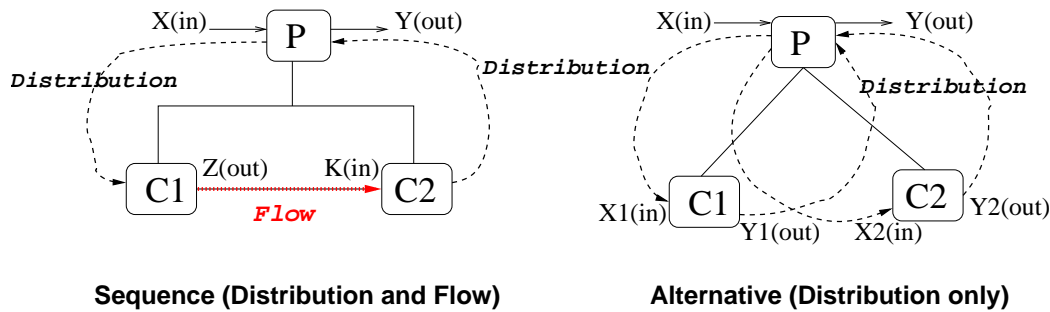 X(in)
P
Y(out)
Distribution
Distribution
C1
Z(out)
K(in)
C2
Flow
Sequence (Distribution and Flow)
X(in)
P
Y(out)
Distribution
X1(in)
C1
Y1(out)
X2(in)
C2
Y2(out)
Alternative (Distribution only)